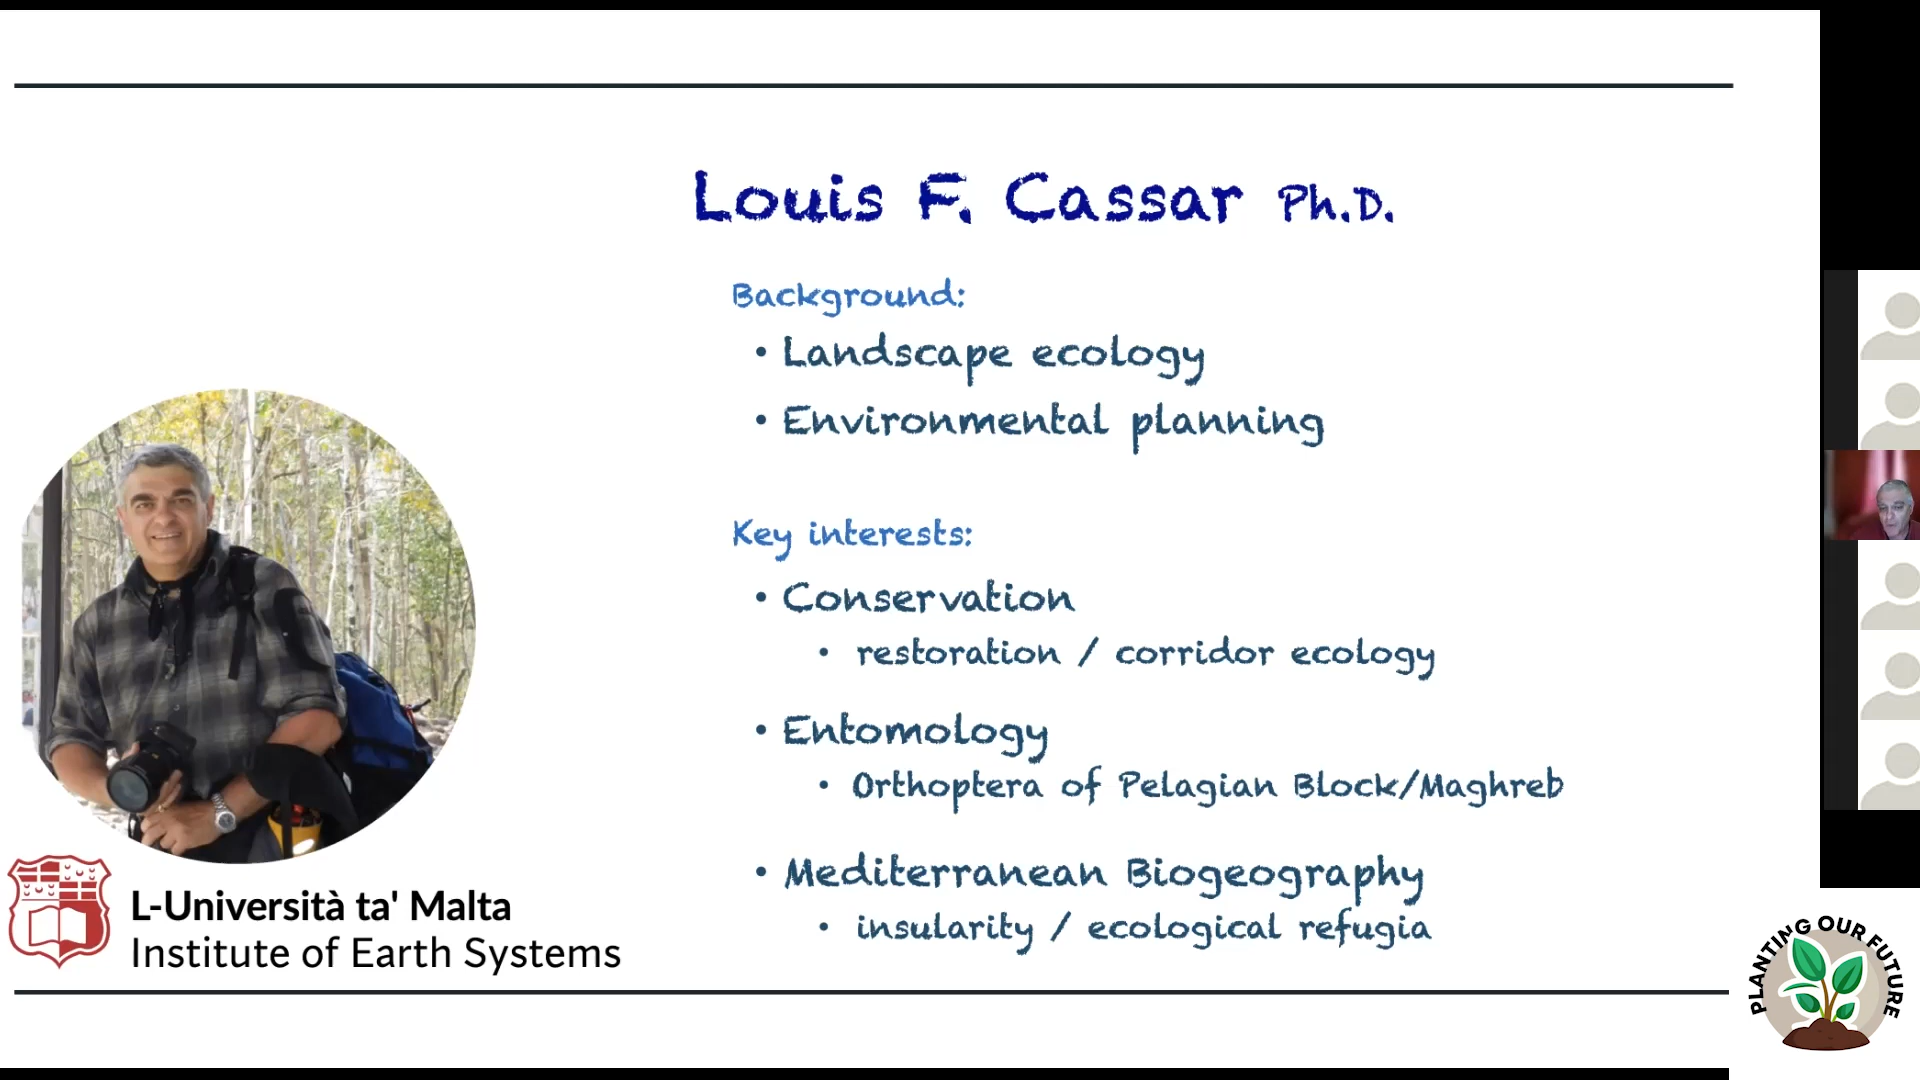 Louis F. Cassar Ph.D.
Background:
• Landscape ecology
• Environmental planning
Key interests:
• Conservation
• restoration / corridor ecology
• Entomology
• Orthoptera of Pelagian Block/Maghreb
• Mediterranean Biogeography
• insularity / ecological refugia
L-Università ta' Malta
Institute of Earth Systems
PLANTING OUR FUTURE